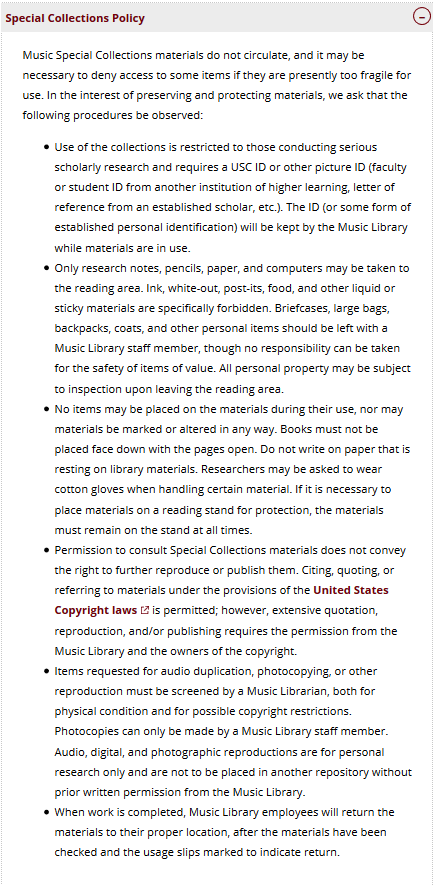 Special Collections Policy
Music Special Collections materials do not circulate, and it may be
necessary to deny access to some items if they are presently too fragile for
use. In the interest of preserving and protecting materials, we ask that the
following procedures be observed:
• Use of the collections is restricted to those conducting serious
scholarly research and requires a USC ID or other picture ID (faculty
or student ID from another institution of higher learning, letter of
reference from an established scholar, etc.). The ID (or some form of
established personal identification) will be kept by the Music Library
while materials are in use.
• Only research notes, pencils, paper, and computers may be taken to
the reading area. Ink, white-out, post-its, food, and other liquid or
sticky materials are specifically forbidden. Briefcases, large bags,
backpacks, coats, and other personal items should be left with a
Music Library staff member, though no responsibility can be taken
for the safety of items of value. All personal property may be subject
to inspection upon leaving the reading area.
• No items may be placed on the materials during their use, nor may
materials be marked or altered in any way. Books must not be
placed face down with the pages open. Do not write on paper that is
resting on library materials. Researchers may be asked to wear
cotton gloves when handling certain material. If it is necessary to
place materials on a reading stand for protection, the materials
must remain on the stand at all times.
• Permission to consult Special Collections materials does not convey
the right to further reproduce or publish them. Citing, quoting, or
referring to materials under the provisions of the United States
Copyright laws is permitted; however, extensive quotation,
reproduction, and/or publishing requires the permission from the
Music Library and the owners of the copyright.
• Items requested for audio duplication, photocopying, or other
reproduction must be screened by a Music Librarian, both for
physical condition and for possible copyright restrictions.
Photocopies can only be made by a Music Library staff member.
Audio, digital, and photographic reproductions are for personal
research only and are not to be placed in another repository without
prior written permission from the Music Library.
• When work is completed, Music Library employees will return the
materials to their proper location, after the materials have been
checked and the usage slips marked to indicate return.